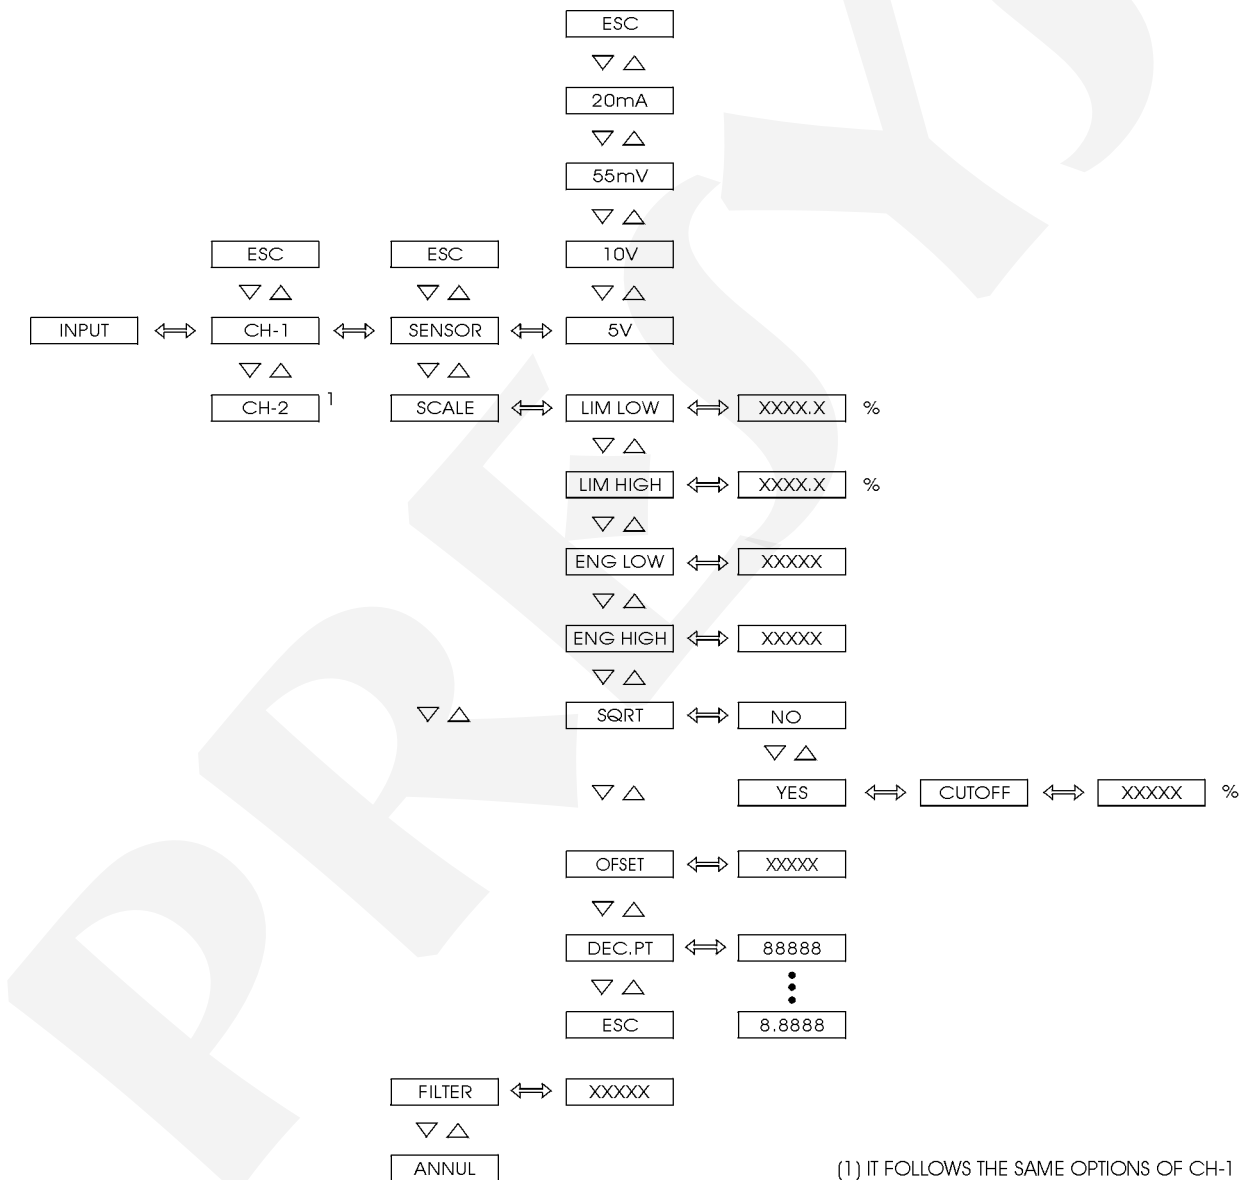 ESC
20mA
55mV
ESC ESC 10V
INPUT CH-1 SENSOR 5V
CH-2 1 SCALE LIM LOW XXXX.X %
LIM HIGH XXXX.X %
ENG LOW XXXXX
ENG HIGH XXXXX
SQRT NO
YES CUTOFF XXXXX %
OFSET XXXXX
DEC.PT 88888
ESC 8.8888
FILTER XXXXX
ANNUL
(1) IT FOLLOWS THE SAME OPTIONS OF CH-1
PRESYS